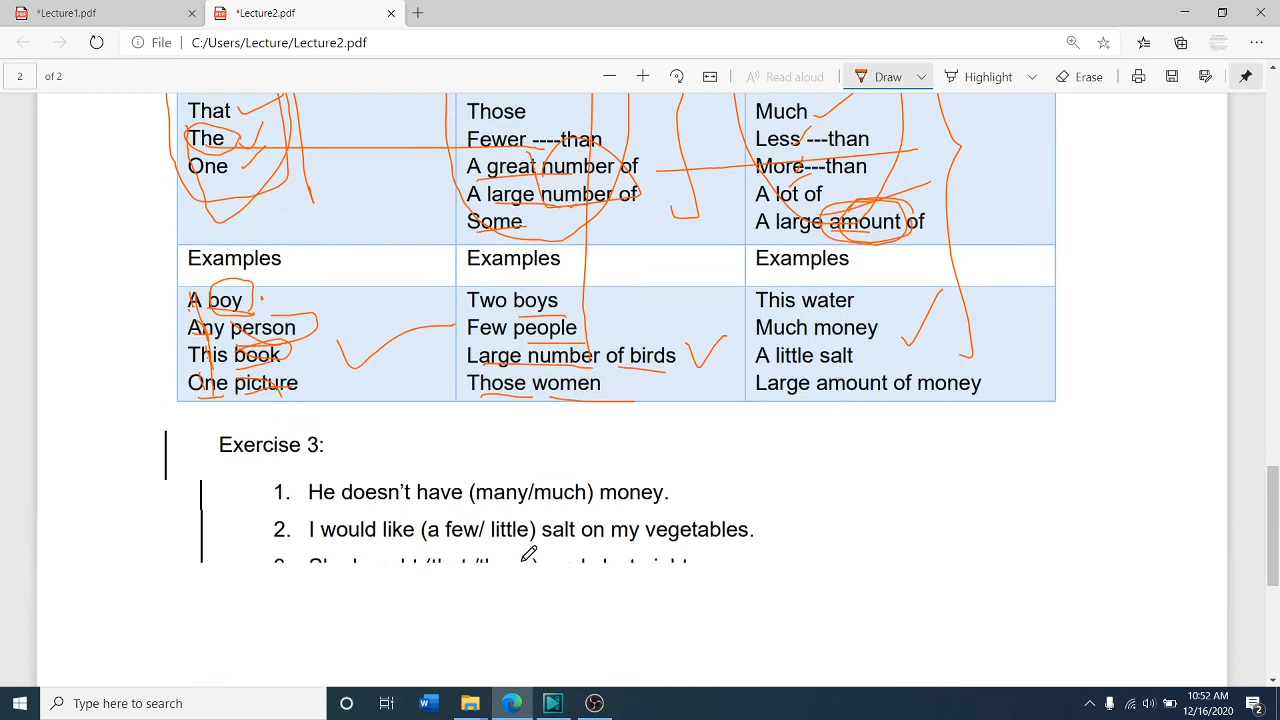 *Lecture1.pdf
*Lecture2.pdf
File C:/Users/Lecture/Lecture2.pdf
2 of 2 Read aloud Draw Highlight Erase
That Those Much
The Fewer ----than Less ---than
One A great number of More---than
A large number of A lot of
Some A large amount of
Examples Examples Examples
A boy Two boys This water
Any person Few people Much money
This book Large number of birds A little salt
One picture Those women Large amount of money
Exercise 3:
1. He doesn't have (many/much) money.
2. I would like (a few/ little) salt on my vegetables.
Type here to search
10:52 AM
12/16/2020